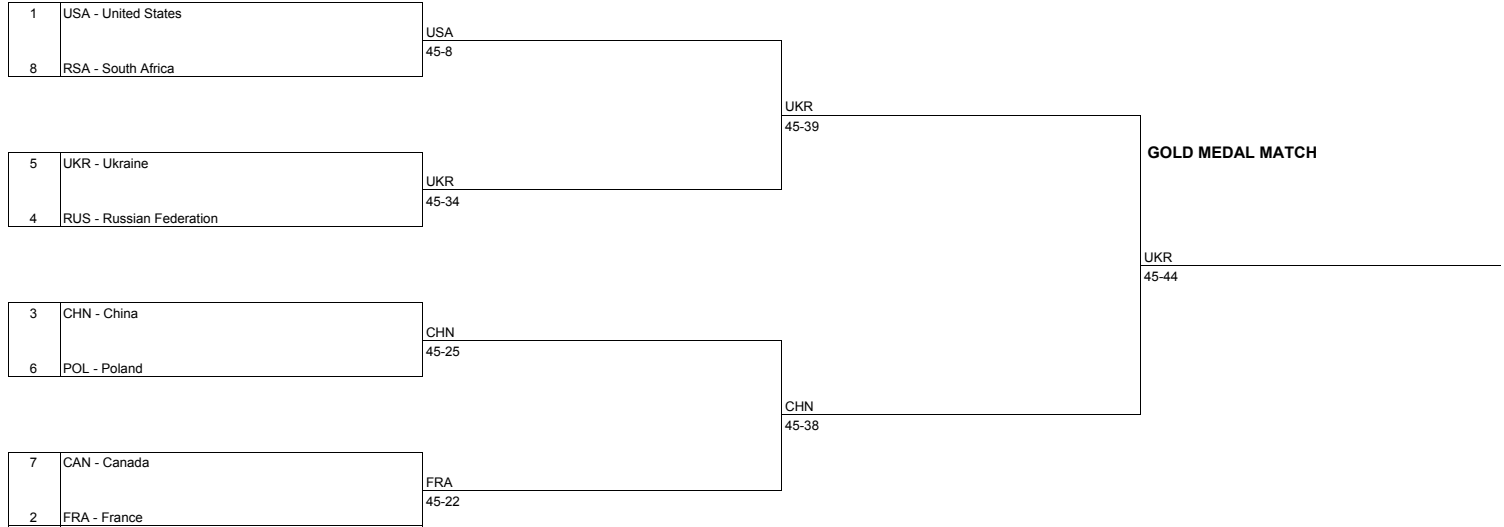 1 USA - United States
USA
45-8
8 RSA - South Africa
UKR
45-39
GOLD MEDAL MATCH
5 UKR - Ukraine
UKR
45-34
4 RUS - Russian Federation
UKR
45-44
3 CHN - China
CHN
45-25
6 POL - Poland
CHN
45-38
7 CAN - Canada
FRA
45-22
2 FRA - France